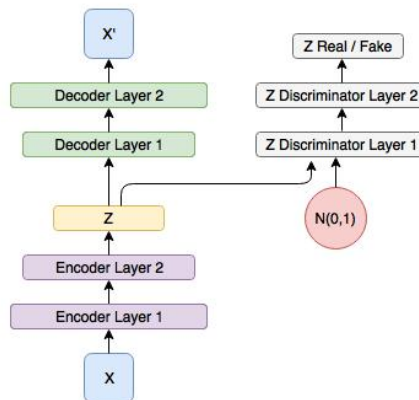 X'
Decoder Layer 2
Decoder Layer 1
Z
Encoder Layer 2
Encoder Layer 1
X
Z Real / Fake
Z Discriminator Layer 2
Z Discriminator Layer 1
N(0,1)